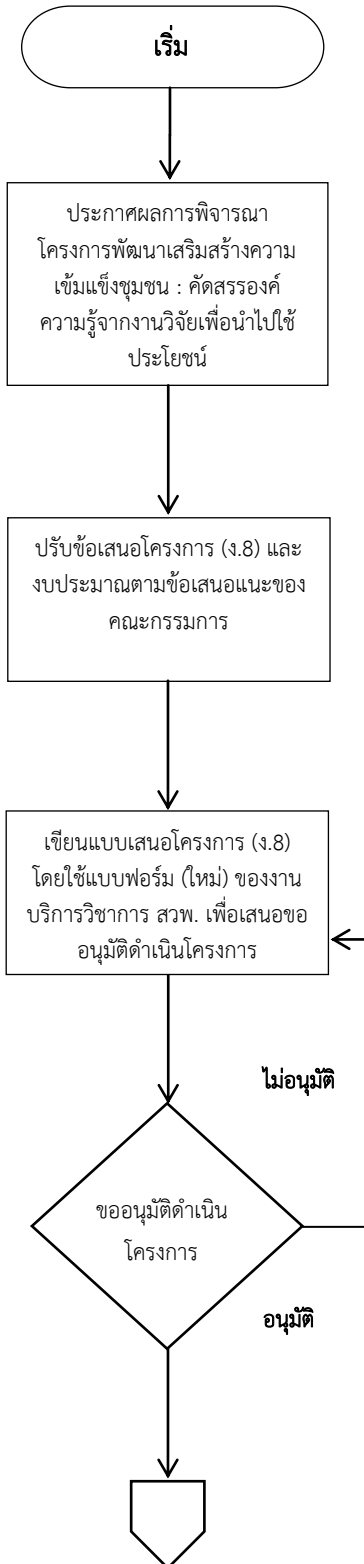 เริ่ม
ประกาศผลการพิจารณา
โครงการพัฒนาเสริมสร้างความ
เข้มแข็งชุมชน : คัดสรรองค์
ความรู้จากงานวิจัยเพื่อนำไปใช้
ประโยชน์
ปรับข้อเสนอโครงการ (ง.8) และ
งบประมาณตามข้อเสนอแนะของ
คณะกรรมการ
เขียนแบบเสนอโครงการ (ง.8)
โดยใช้แบบฟอร์ม (ใหม่) ของงาน
บริการวิชาการ สวพ. เพื่อเสนอขอ
อนุมัติดำเนินโครงการ
ไม่อนุมัติ
ขออนุมัติดำเนิน
โครงการ
อนุมัติ